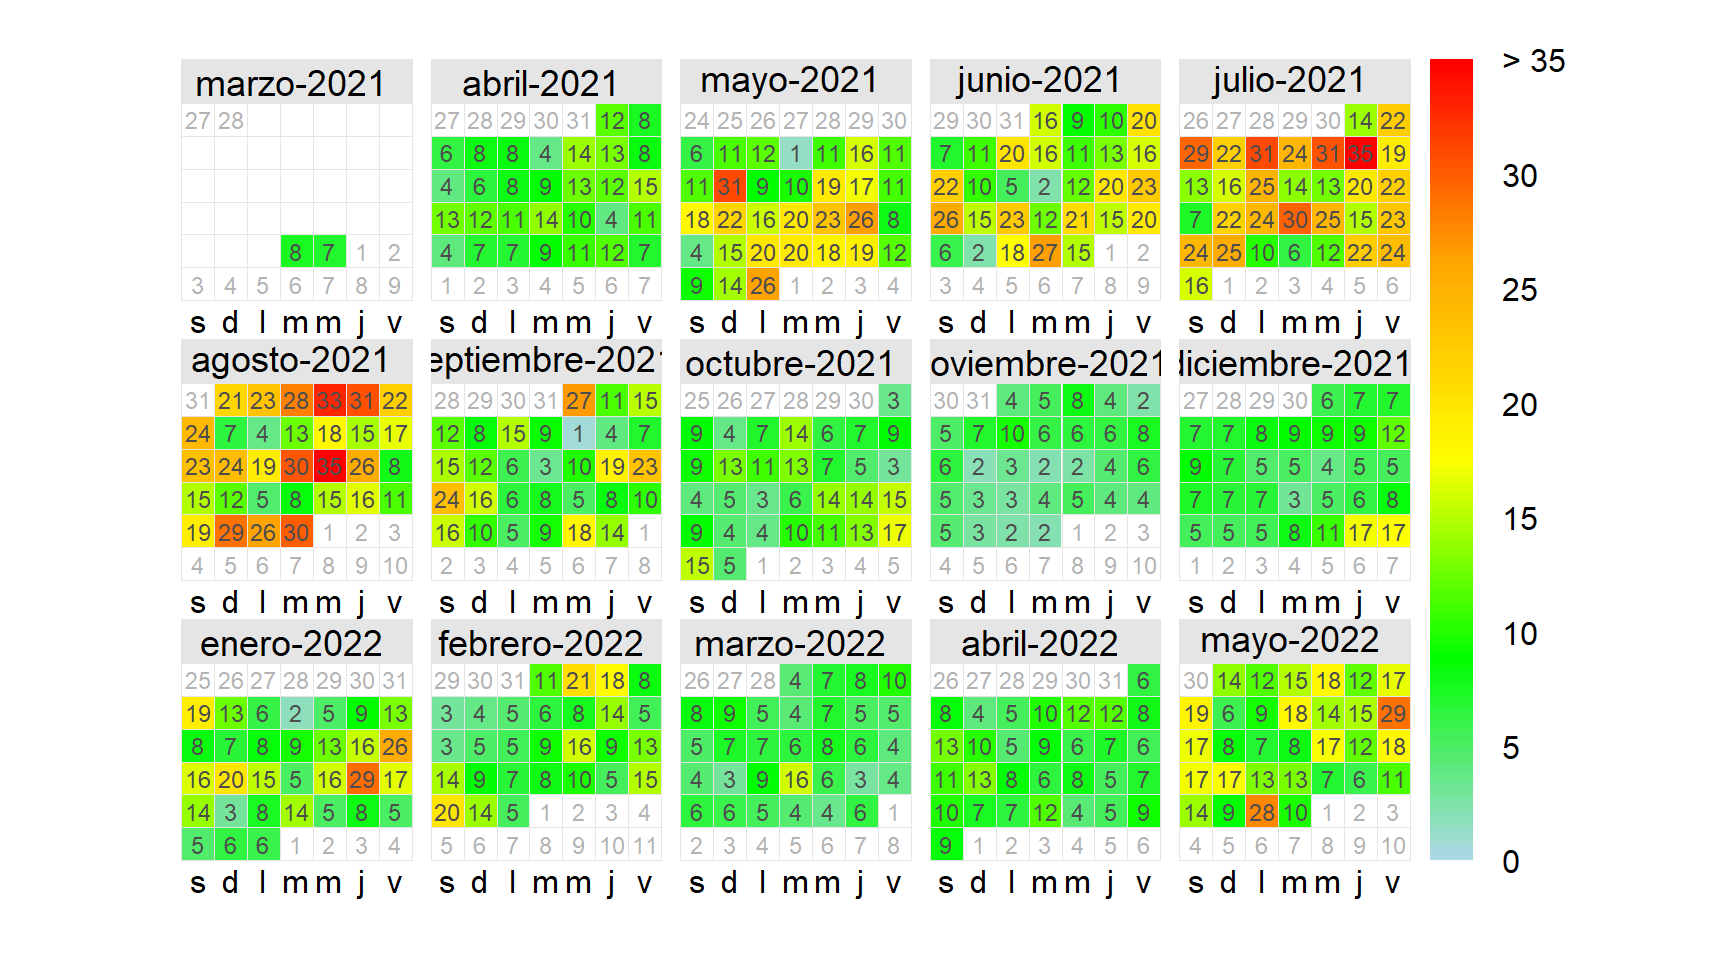 marzo-2021 abril-2021 mayo-2021 junio-2021 julio-2021 > 35
27 28 27 28 29 30 31 12 8 24 25 26 27 28 29 30 29 30 31 16 9 10 20 26 27 28 29 30 14 22
6 8 8 4 14 13 8 6 11 12 1 11 16 11 7 11 20 16 11 13 16 29 22 31 24 31 35 19
30
4 6 8 9 13 12 15 11 31 9 10 19 17 11 22 10 5 2 12 20 23 13 16 25 14 13 20 22
13 12 11 14 10 4 11 18 22 16 20 23 26 8 26 15 23 12 21 15 20 7 22 24 30 25 15 23
8 7 1 2 4 7 7 9 11 12 7 4 15 20 20 18 19 12 6 2 18 27 15 1 2 24 25 10 6 12 22 24
3 4 5 6 7 8 9 1 2 3 4 5 6 7 9 14 26 1 2 3 4 3 4 5 6 7 8 9 16 1 2 3 4 5 6
25
s d l m m j v s d l m m j v s d l m m j v s d l m m j v s d l m m j v
agosto-2021 eptiembre-2021 octubre-2021 oviembre-2021 diciembre-2021
31 21 23 28 33 31 22 28 29 30 31 27 11 15 25 26 27 28 29 30 3 30 31 4 5 8 4 2 27 28 29 30 6 7 7
20
24 7 4 13 18 15 17 12 8 15 9 1 4 7 9 4 7 14 6 7 9 5 7 10 6 6 6 8 7 7 8 9 9 9 12
23 24 19 30 35 26 8 15 12 6 3 10 19 23 9 13 11 13 7 5 3 6 2 3 2 2 4 6 9 7 5 5 4 5 5
15 12 5 8 15 16 11 24 16 6 8 5 8 10 4 5 3 6 14 14 15 5 3 3 4 5 4 4 7 7 7 3 5 6 8
15
19 29 26 30 1 2 3 16 10 5 9 18 14 1 9 4 4 10 11 13 17 5 3 2 2 1 2 3 5 5 5 8 11 17 17
4 5 6 7 8 9 10 2 3 4 5 6 7 8 15 5 1 2 3 4 5 4 5 6 7 8 9 10 1 2 3 4 5 6 7
s d l m m j v s d l m m j v s d l m m j v s d l m m j v s d l m m j v
10
enero-2022 febrero-2022 marzo-2022 abril-2022 mayo-2022
25 26 27 28 29 30 31 29 30 31 11 21 18 8 26 27 28 4 7 8 10 26 27 28 29 30 31 6 30 14 12 15 18 12 17
19 13 6 2 5 9 13 3 4 5 6 8 14 5 8 9 5 4 7 5 5 8 4 5 10 12 12 8 19 6 9 18 14 15 29
8 7 8 9 13 16 26 3 5 5 9 16 9 13 5 7 7 6 8 6 4 13 10 5 9 6 7 6 17 8 7 8 17 12 18
5
16 20 15 5 16 29 17 14 9 7 8 10 5 15 4 3 9 16 6 3 4 11 13 8 6 8 5 7 17 17 13 13 7 6 11
14 3 8 14 5 8 5 20 14 5 1 2 3 4 6 6 5 4 4 6 1 10 7 7 12 4 5 9 14 9 28 10 1 2 3
5 6 6 1 2 3 4 5 6 7 8 9 10 11 2 3 4 5 6 7 8 9 1 2 3 4 5 6 4 5 6 7 8 9 10
0
s d l m m j v s d l m m j v s d l m m j v s d l m m j v s d l m m j v